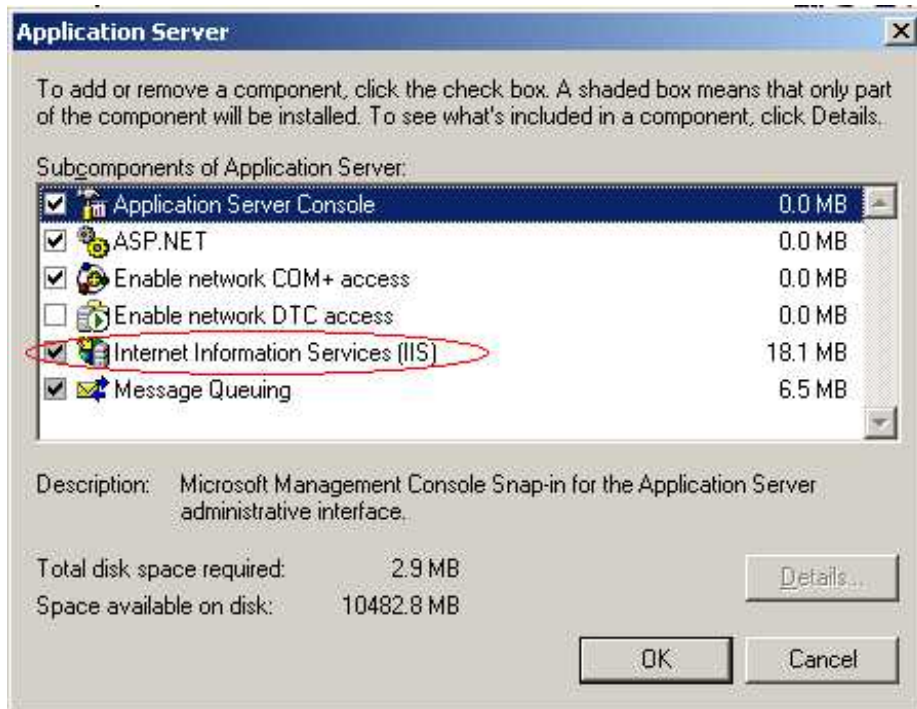 Application Server
To add or remove a component, click the check box. A shaded box means that only part
of the component will be installed. To see what's included in a component, click Details.
Subcomponents of Application Server:
Application Server Console 0.0 MB
ASP.NET 0.0 MB
Enable network COM+ access 0.0 MB
Enable network DTC access 0.0 MB
Internet Information Services (IIS) 18.1 MB
Message Queuing 6.5 MB
Description: Microsoft Management Console Snap-in for the Application Server
administrative interface.
Total disk space required: 2.9 MB
Space available on disk: 10482.8 MB
Details...
OK Cancel